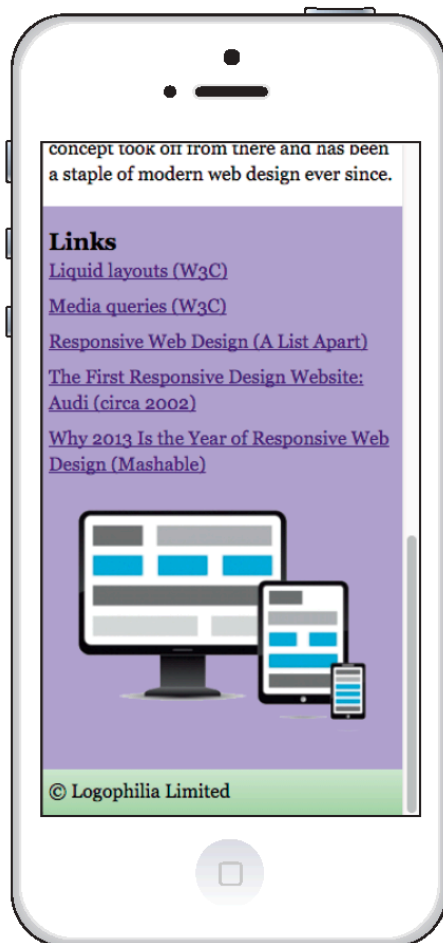 concept took off from there and has been
a staple of modern web design ever since.
Links
Liquid layouts (W3C)
Media queries (W3C)
Responsive Web Design (A List Apart)
The First Responsive Design Website:
Audi (circa 2002)
Why 2013 Is the Year of Responsive Web
Design (Mashable)
© Logophilia Limited